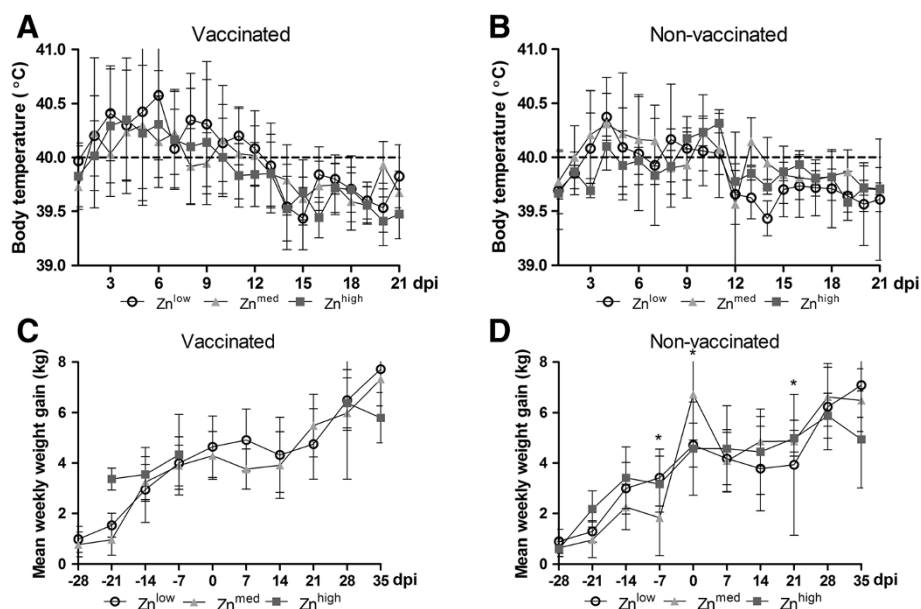 A
Vaccinated
Body temperature (°C)
41.0
40.5
40.0
39.5
39.0
3 6 9 12 15 18 21 dpi
Zn^low Zn^med Zn^high
B
Non-vaccinated
Body temperature (°C)
41.0
40.5
40.0
39.5
39.0
3 6 9 12 15 18 21 dpi
Zn^low Zn^med Zn^high
C
Vaccinated
Mean weekly weight gain (kg)
8
6
4
2
0
-28 -21 -14 -7 0 7 14 21 28 35 dpi
Zn^low Zn^med Zn^high
D
Non-vaccinated
Mean weekly weight gain (kg)
8
6
4
2
0
* * *
-28 -21 -14 -7 0 7 14 21 28 35 dpi
Zn^low Zn^med Zn^high